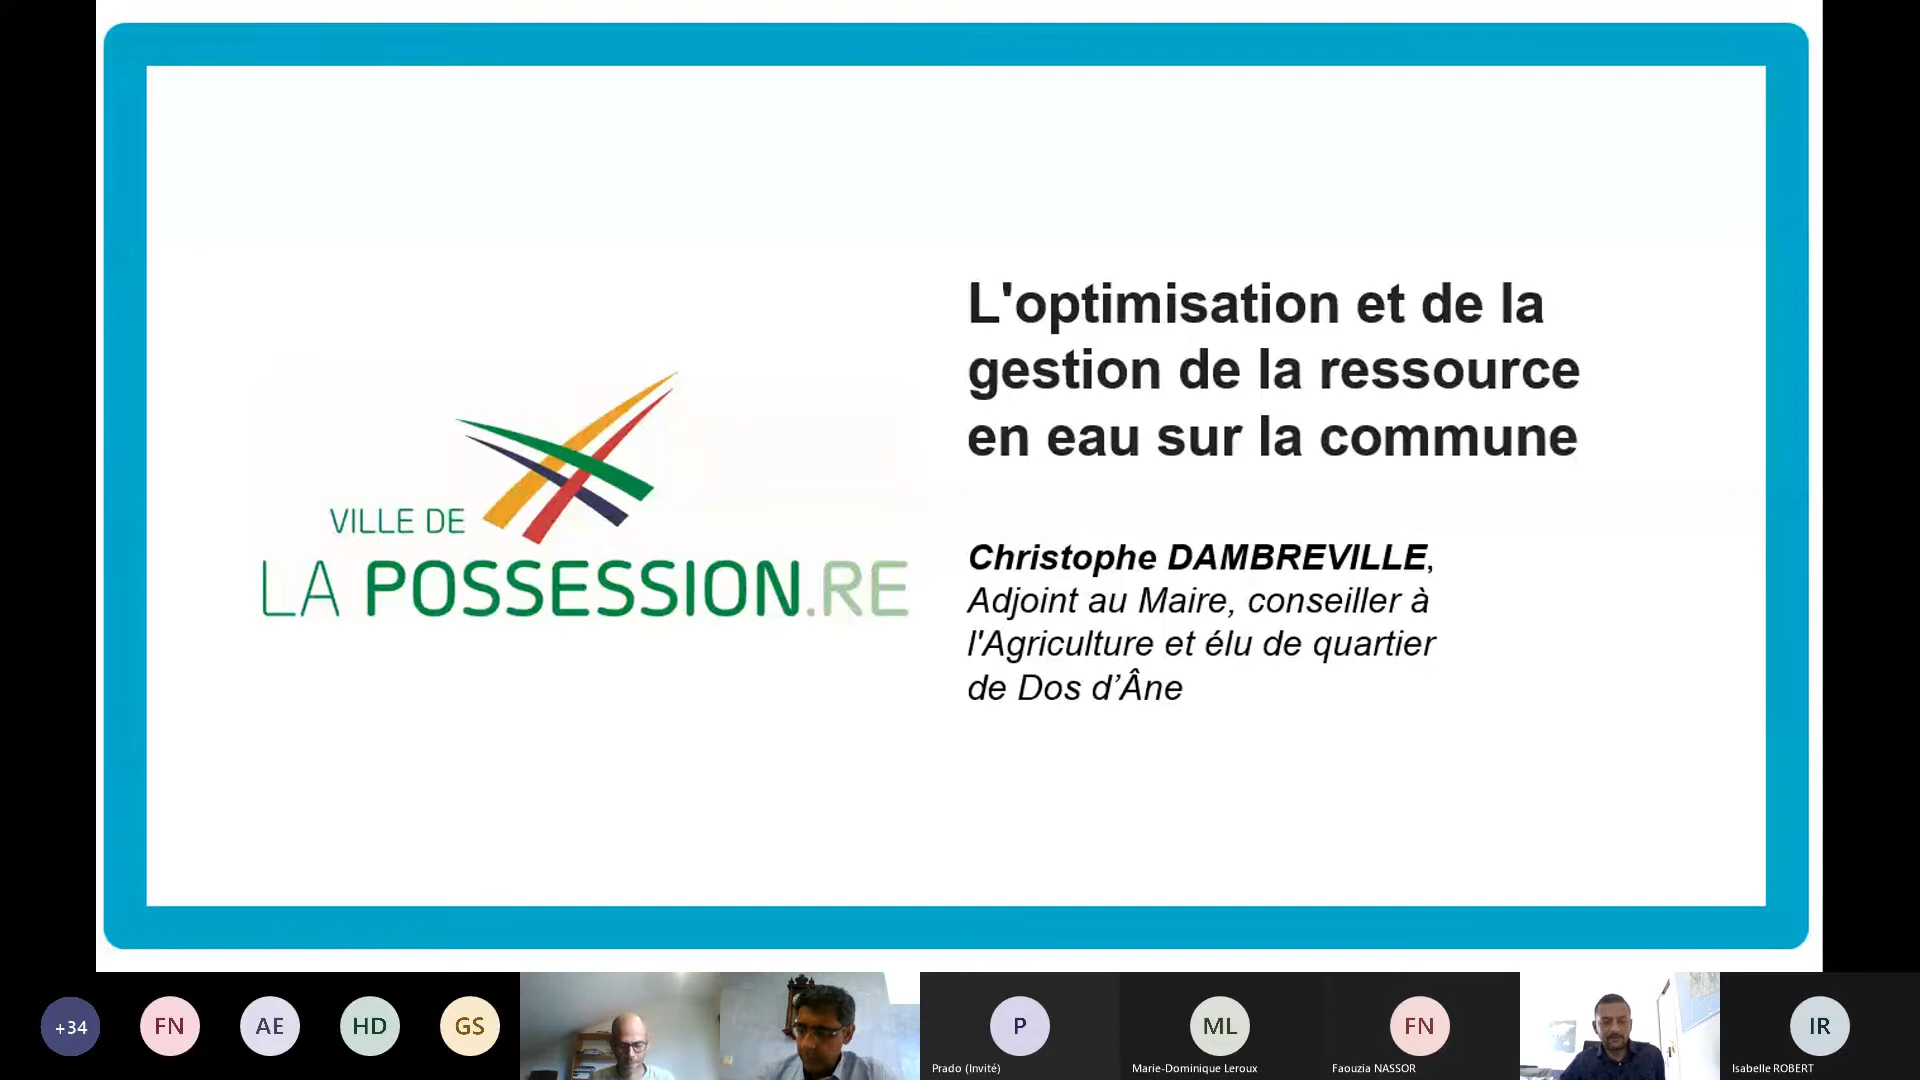 L'optimisation et de la
gestion de la ressource
en eau sur la commune
VILLE DE
LA POSSESSION.RE
Christophe DAMBREVILLE,
Adjoint au Maire, conseiller à
l'Agriculture et élu de quartier
de Dos d’Âne
+34
FN
AE
HD
GS
P
Prado (Invité)
ML
Marie-Dominique Leroux
FN
Faouzia NASSOR
IR
Isabelle ROBERT